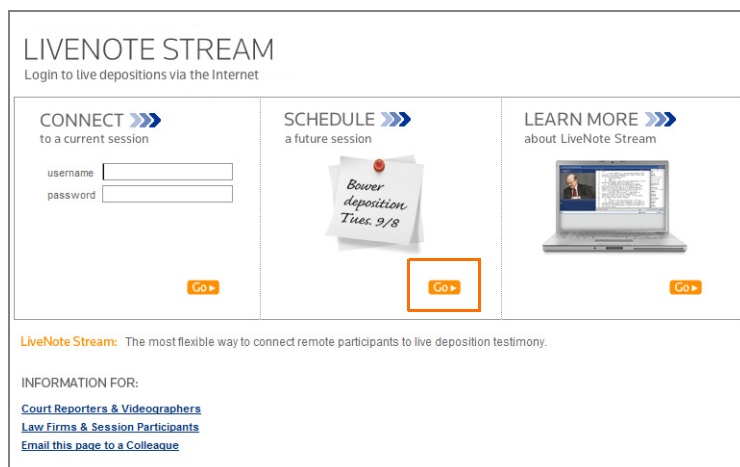 LIVENOTE STREAM
Login to live depositions via the Internet
CONNECT
to a current session
username
password
Go
SCHEDULE
a future session
Bower
deposition
Tues. 9/8
Go
LEARN MORE
about LiveNote Stream
Go
LiveNote Stream: The most flexible way to connect remote participants to live deposition testimony.
INFORMATION FOR:
Court Reporters & Videographers
Law Firms & Session Participants
Email this page to a Colleague